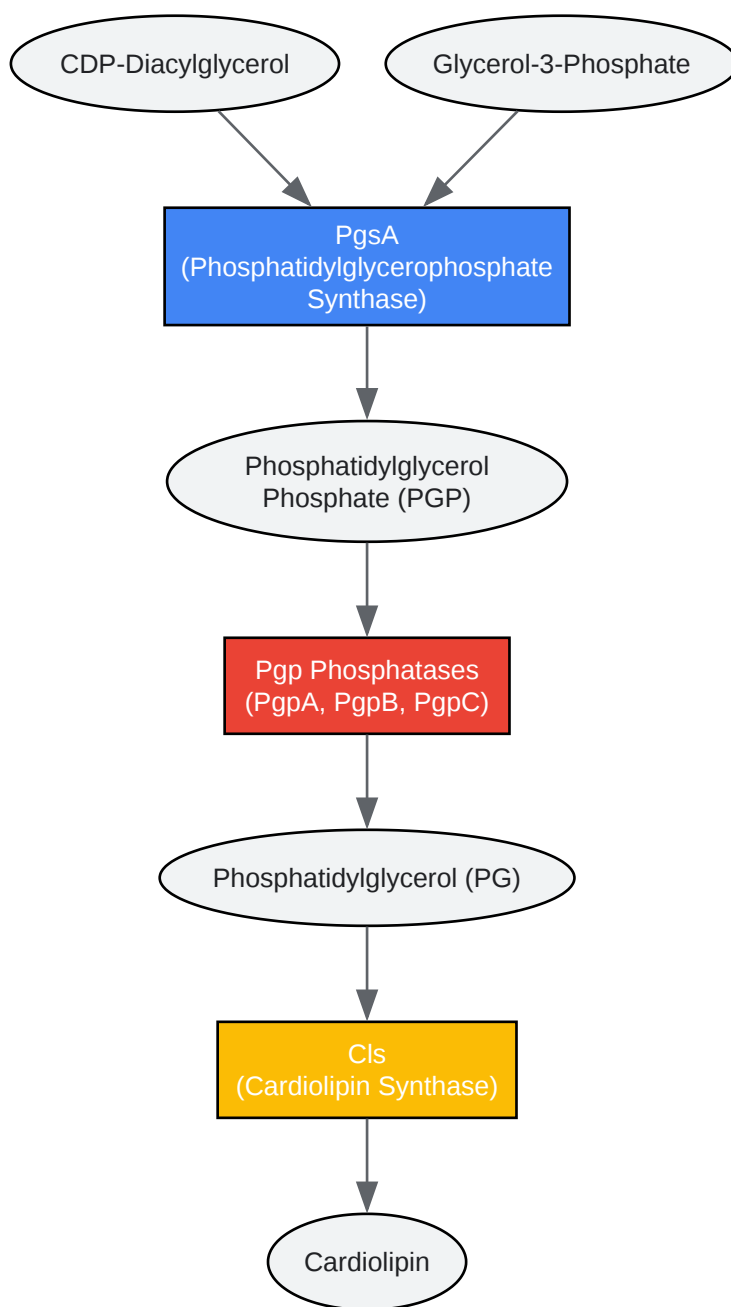 CDP-Diacylglycerol
Glycerol-3-Phosphate
PgsA
(Phosphatidylglycerophosphate
Synthase)
Phosphatidylglycerol
Phosphate (PGP)
Pgp Phosphatases
(PgpA, PgpB, PgpC)
Phosphatidylglycerol (PG)
Cls
(Cardiolipin Synthase)
Cardiolipin